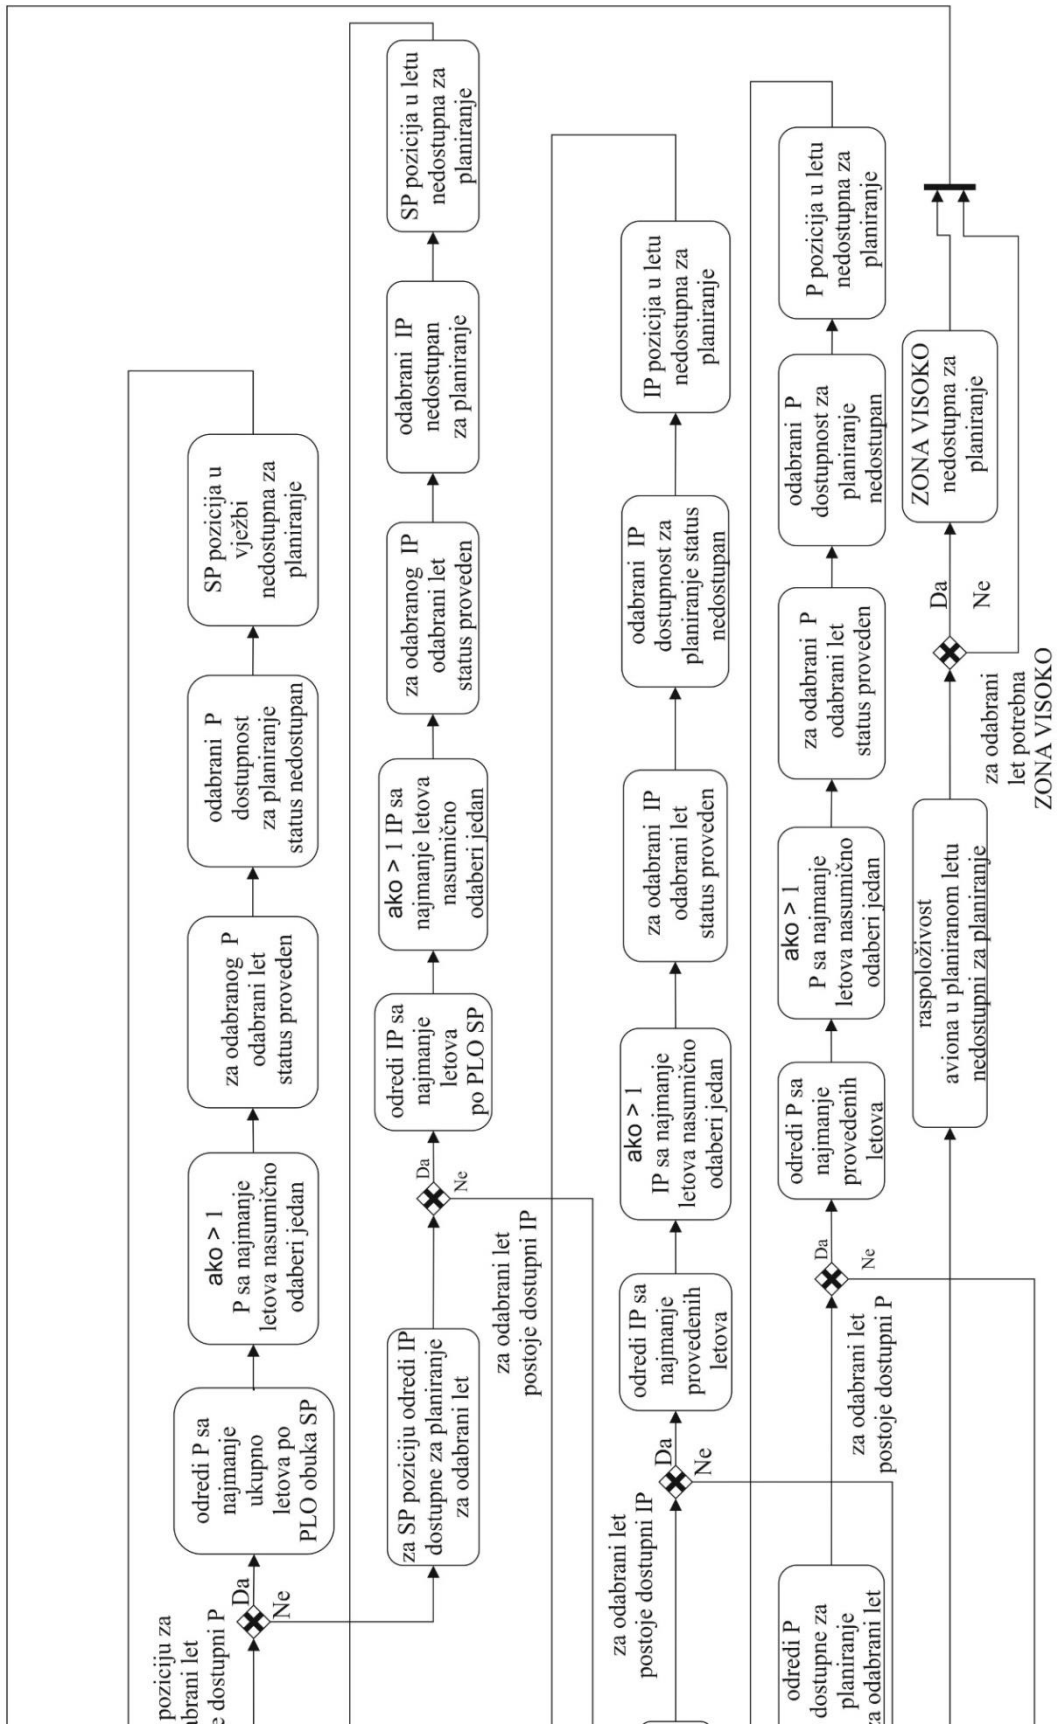 poziciju za
dostupni P
Da
Ne
odredi P sa
najmanje
ukupno
letova po
PLO obuka SP
ako > 1
P sa najmanje
letova nasumično
odaberi jedan
za odabranog P
odabrani let
status proveden
odabrani P
dostupnost
za planiranje
status nedostupan
SP pozicija u
vježbi
nedostupna za
planiranje
za SP poziciju odredi IP
dostupne za planiranje
za odabrani let
za odabrani let
postoje dostupni IP
Da
Ne
odredi IP sa
najmanje
letova
po PLO SP
ako > 1 IP sa
najmanje letova
nasumično
odaberi jedan
za odabranog IP
odabrani let
status proveden
odabrani IP
nedostupan
za planiranje
SP pozicija u letu
nedostupna za
planiranje
za odabrani let
postoje dostupni IP
Da
Ne
odredi IP sa
najmanje
provedenih
letova
ako > 1
IP sa najmanje
letova nasumično
odaberi jedan
za odabrani IP
odabrani let
status proveden
odabrani IP
dostupnost za
planiranje status
nedostupan
IP pozicija u letu
nedostupna za
planiranje
odredi P
dostupne za
planiranje
za odabrani let
za odabrani let
postoje dostupni P
Da
Ne
odredi P sa
najmanje
provedenih
letova
ako > 1
P sa najmanje
letova nasumično
odaberi jedan
za odabrani P
odabrani let
status proveden
odabrani P
dostupnost za
planiranje
nedostupan
P pozicija u letu
nedostupna za
planiranje
raspoloživost
aviona u planiranom letu
nedostupni za planiranje
za odabrani
let potrebna
ZONA VISOKO
Da
Ne
ZONA VISOKO
nedostupna za
planiranje